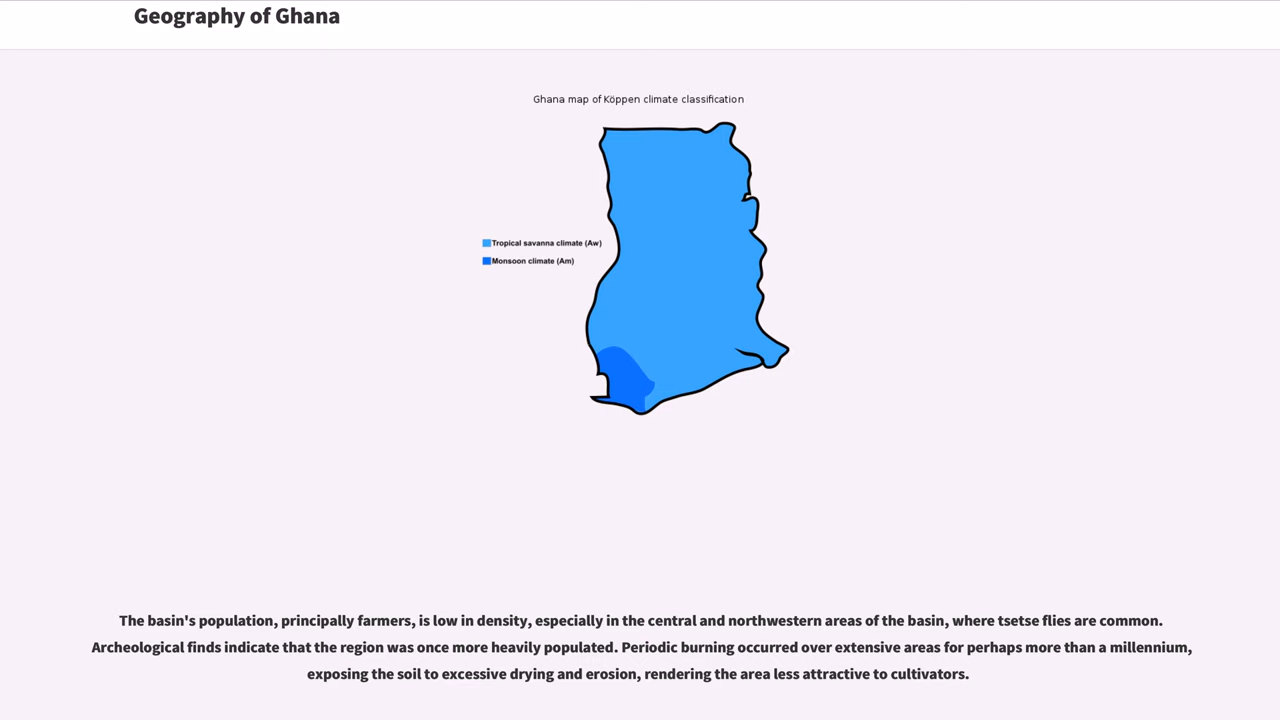 Geography of Ghana
Ghana map of Köppen climate classification
Tropical savanna climate (Aw)
Monsoon climate (Am)
The basin's population, principally farmers, is low in density, especially in the central and northwestern areas of the basin, where tsetse flies are common.
Archeological finds indicate that the region was once more heavily populated. Periodic burning occurred over extensive areas for perhaps more than a millennium,
exposing the soil to excessive drying and erosion, rendering the area less attractive to cultivators.